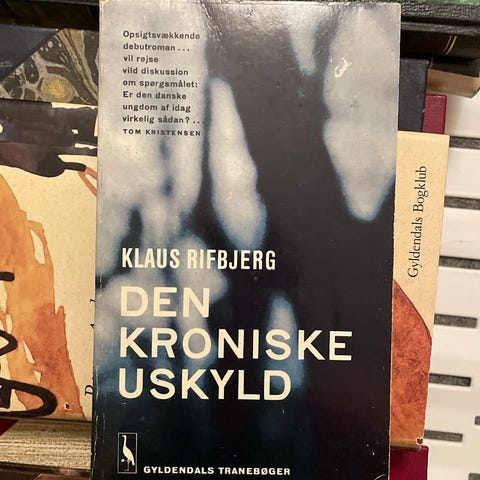 Opsigtsvækkende
debutroman...
vil rejse
vild diskussion
om spørgsmålet:
Er den danske
ungdom af idag
virkelig sådan?...
TOM KRISTENSEN
KLAUS RIFBJERG
DEN
KRONISKE
USKYLD
GYLDENDALS TRANEBØGER
Gyldendals Bogklub